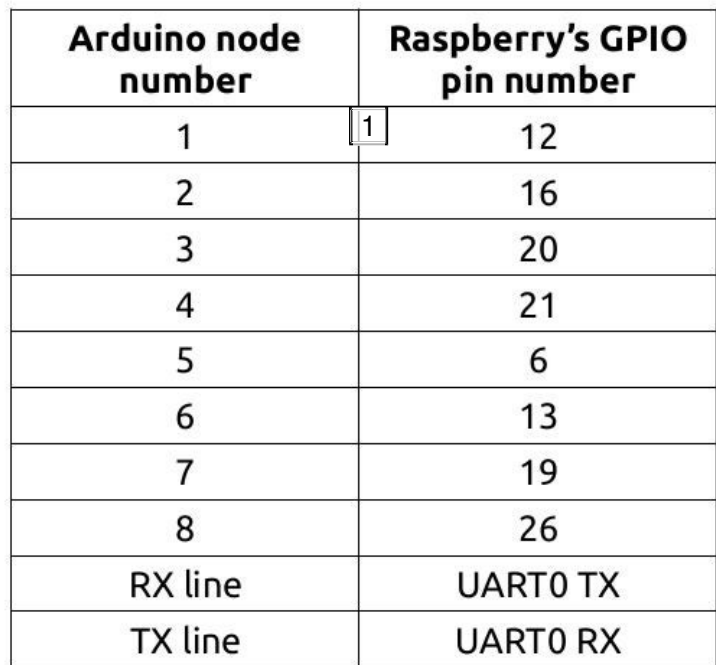 Arduino node number Raspberry's GPIO pin number
1 1 12
2 16
3 20
4 21
5 6
6 13
7 19
8 26
RX line UART0 TX
TX line UART0 RX